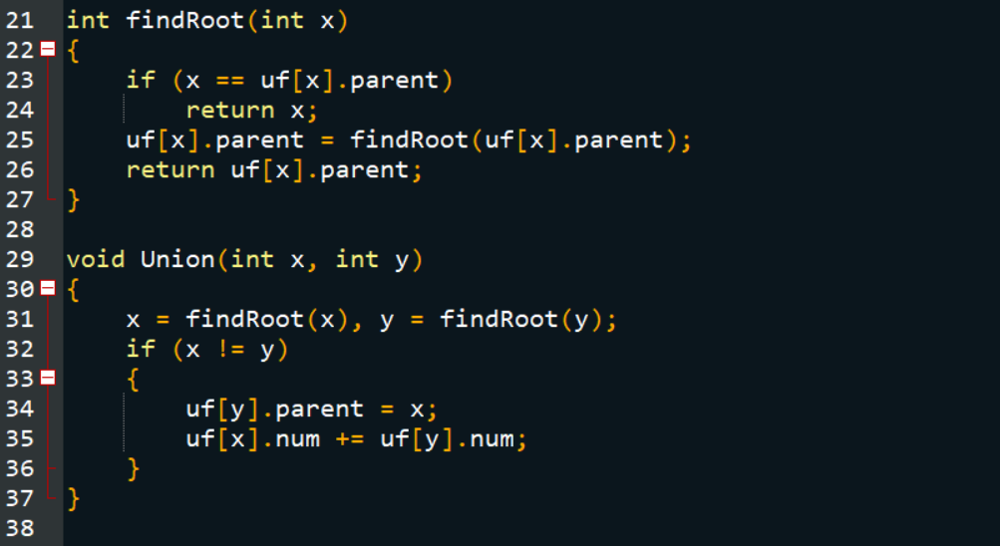 21 int findRoot(int x)
22 {
23     if (x == uf[x].parent)
24         return x;
25     uf[x].parent = findRoot(uf[x].parent);
26     return uf[x].parent;
27 }
28
29 void Union(int x, int y)
30 {
31     x = findRoot(x), y = findRoot(y);
32     if (x != y)
33     {
34         uf[y].parent = x;
35         uf[x].num += uf[y].num;
36     }
37 }
38